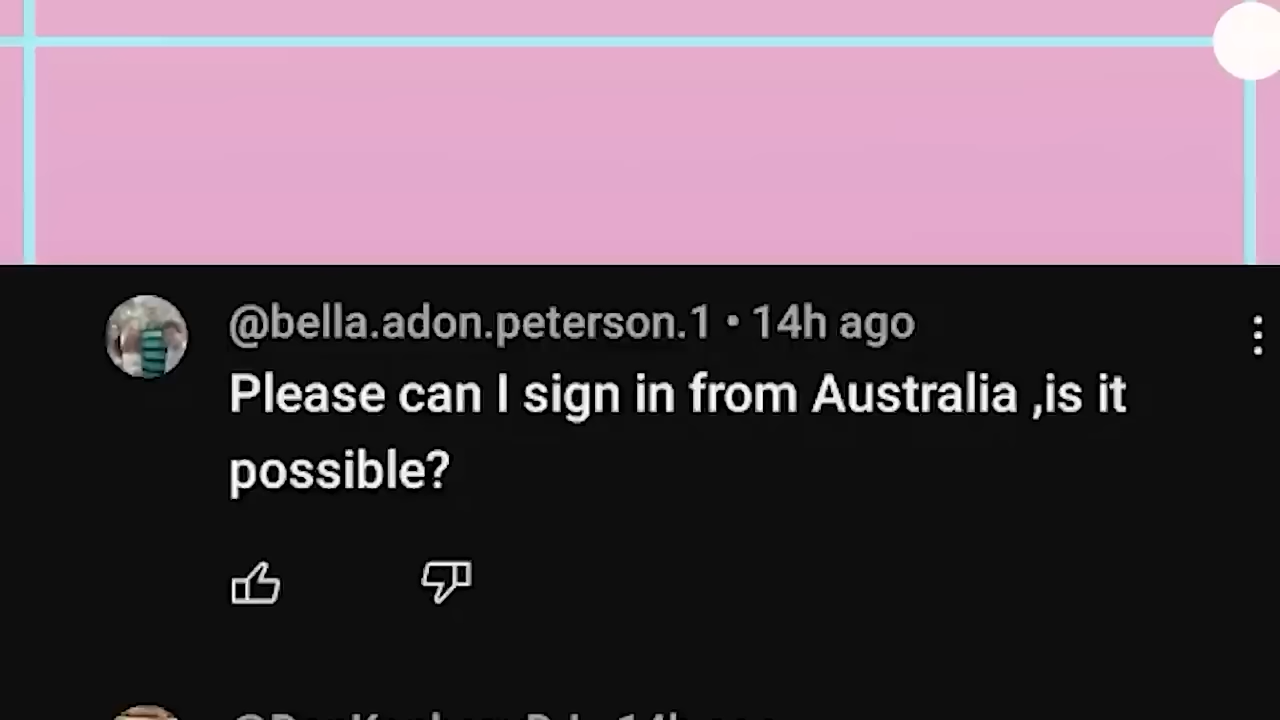 @bella.adon.peterson.1 • 14h ago
Please can I sign in from Australia ,is it
possible?